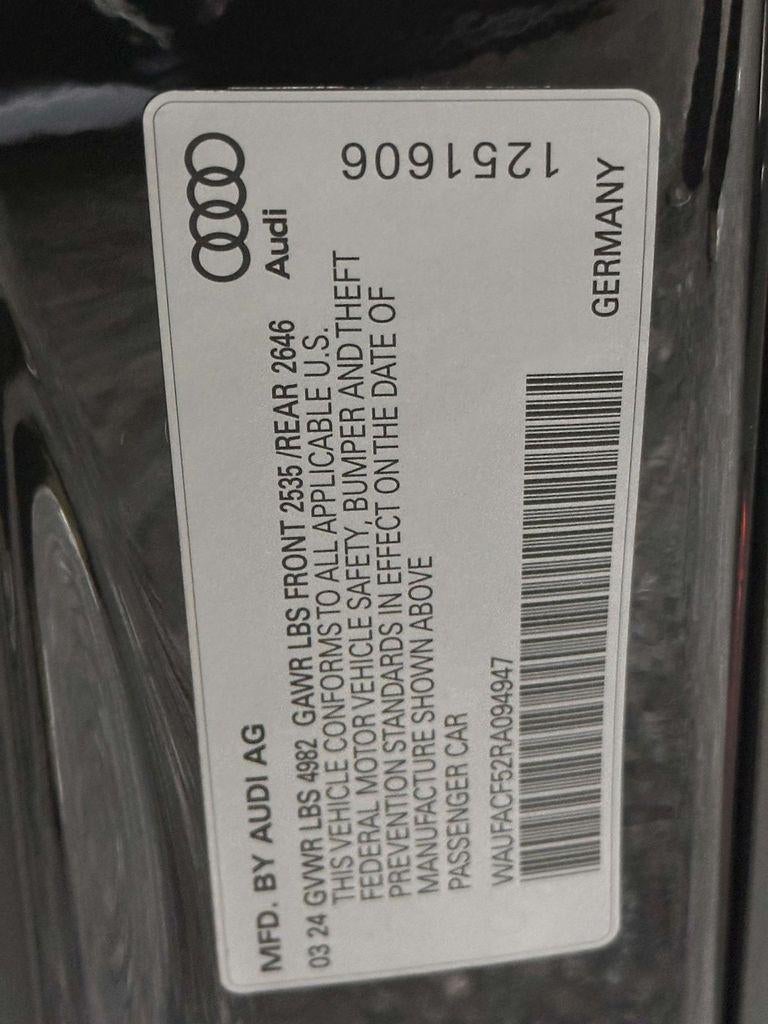 MFD. BY AUDI AG
Audi
03 24 GVWR LBS 4982 GAWR LBS FRONT 2535 /REAR 2646
THIS VEHICLE CONFORMS TO ALL APPLICABLE U.S.
FEDERAL MOTOR VEHICLE SAFETY, BUMPER AND THEFT
PREVENTION STANDARDS IN EFFECT ON THE DATE OF
MANUFACTURE SHOWN ABOVE
PASSENGER CAR
WAUFACF52RA094947
GERMANY
1251606